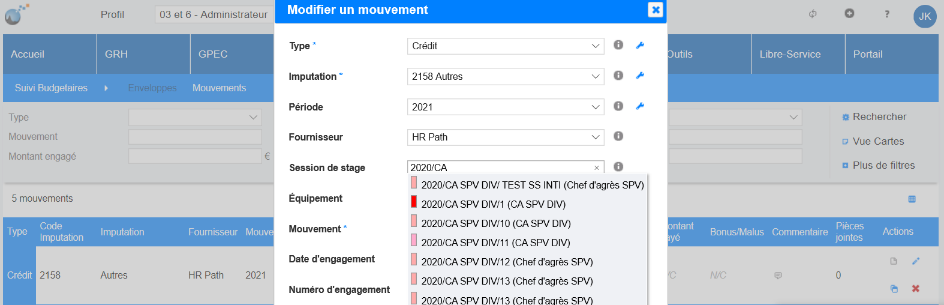 Profil
03 et 6 - Administrateur
?
JK
Accueil
GRH
GPEC
Outils
Libre-Service
Portail
Suivi Budgetaires
Enveloppes
Mouvements
Type
Mouvement
Montant engagé
€
Rechercher
Vue Cartes
Plus de filtres
Modifier un mouvement
Type *
Crédit
Imputation *
2158 Autres
Période
2021
Fournisseur
HR Path
Session de stage
2020/CA
×
Équipement
Mouvement *
Date d'engagement
Numéro d'engagement
2020/CA SPV DIV/ TEST SS INTI (Chef d'agrès SPV)
2020/CA SPV DIV/1 (CA SPV DIV)
2020/CA SPV DIV/10 (CA SPV DIV)
2020/CA SPV DIV/11 (CA SPV DIV)
2020/CA SPV DIV/12 (Chef d'agrès SPV)
2020/CA SPV DIV/13 (Chef d'agrès SPV)
2020/CA SPV DIV/13 (Chef d'agrès SPV)
5 mouvements
Type
Code Imputation
Imputation
Fournisseur
Mouve
ontant
yé
Bonus/Malus
Commentaire
Pièces jointes
Actions
Crédit
2158
Autres
HR Path
2021
/C
N/C
0